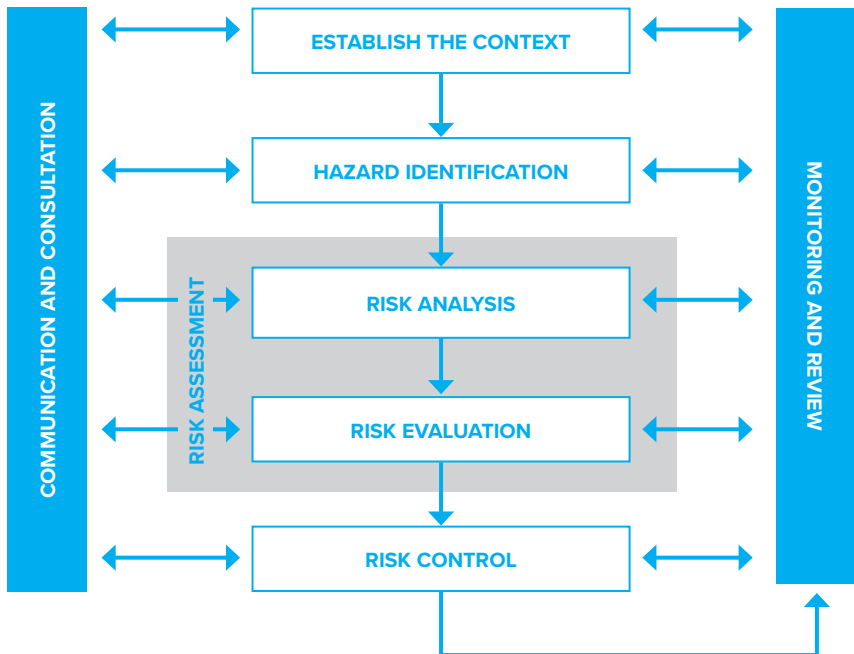 COMMUNICATION AND CONSULTATION
ESTABLISH THE CONTEXT
HAZARD IDENTIFICATION
RISK ASSESSMENT
RISK ANALYSIS
RISK EVALUATION
RISK CONTROL
MONITORING AND REVIEW